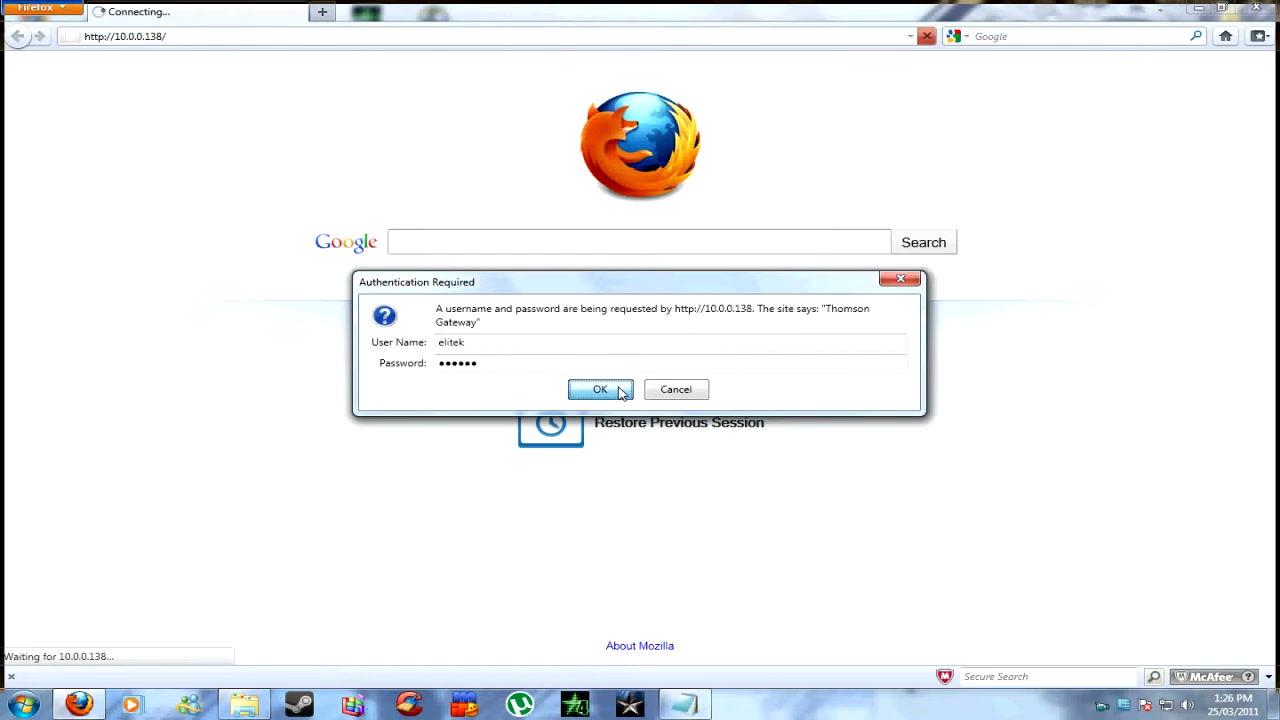 Firefox
Connecting...
http://10.0.0.138/
Google
Google
Search
Authentication Required
A username and password are being requested by http://10.0.0.138. The site says: "Thomson
Gateway"
User Name: elitek
Password: ••••••
OK
Cancel
Restore Previous Session
About Mozilla
Waiting for 10.0.0.138...
Secure Search
McAfee
1:26 PM
25/03/2011